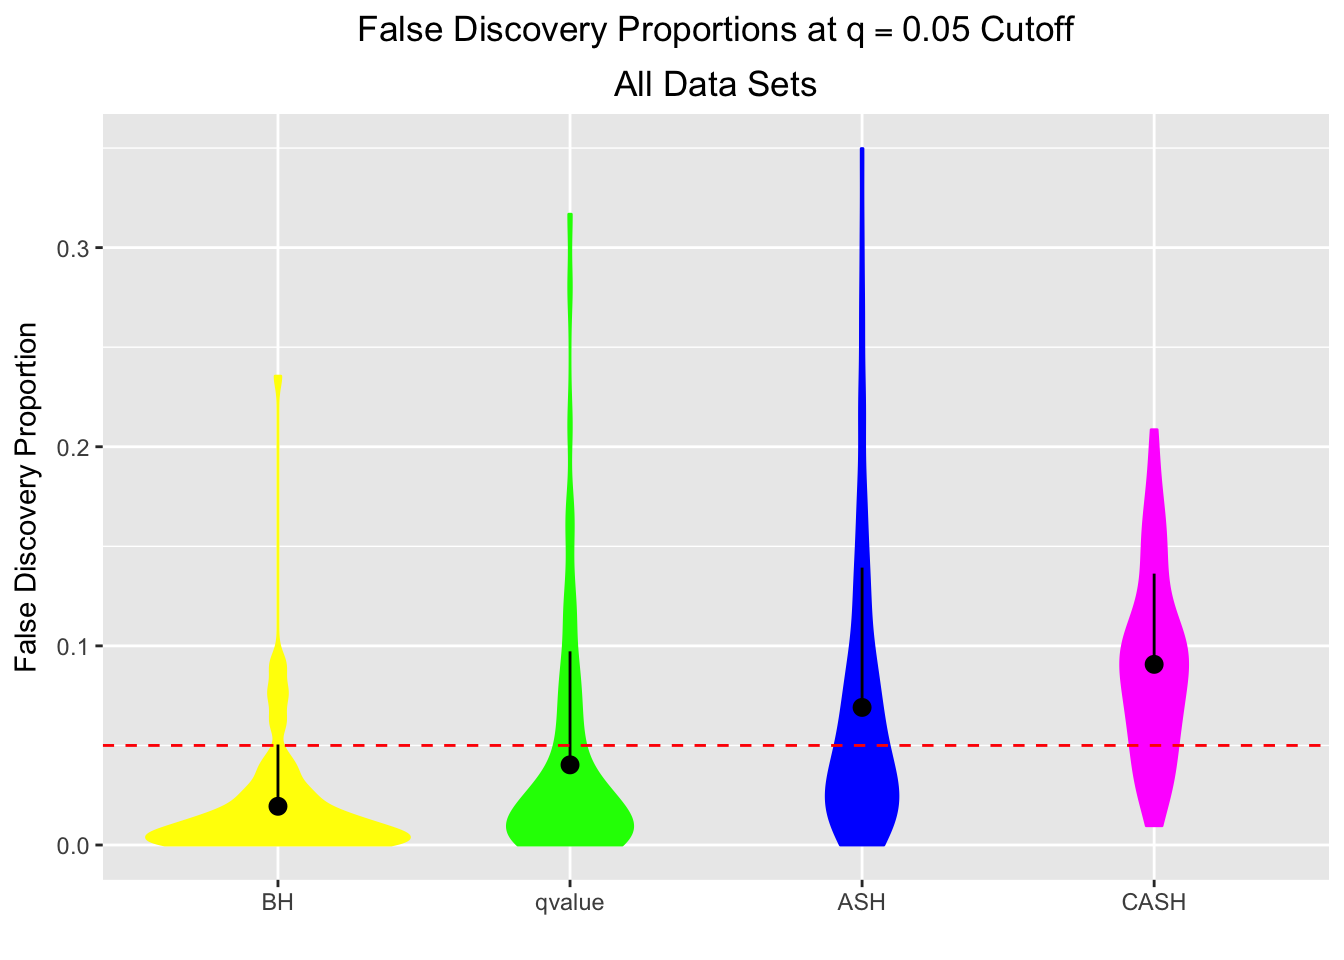 False Discovery Proportions at q = 0.05 Cutoff
All Data Sets
False Discovery Proportion
0.3
0.2
0.1
0.0
BH
qvalue
ASH
CASH